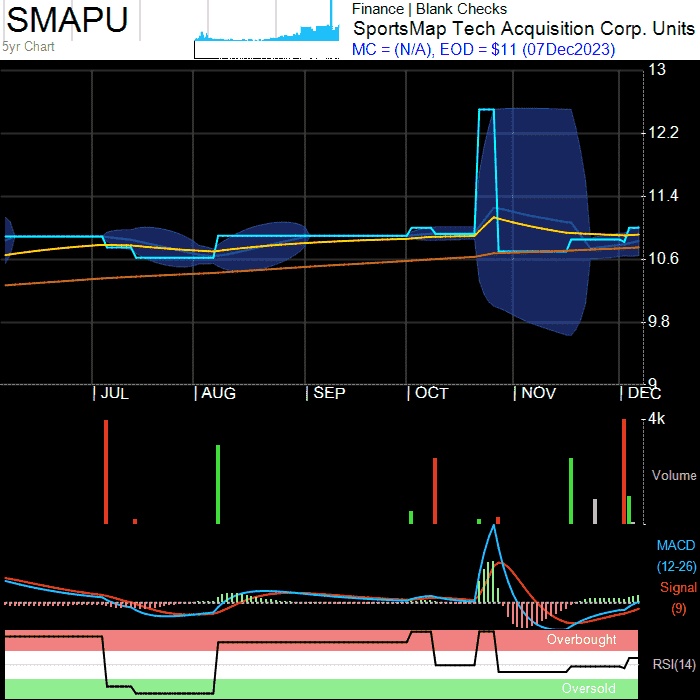 SMAPU
5yr Chart
Finance | Blank Checks
SportsMap Tech Acquisition Corp. Units
MC = (N/A), EOD = $11 (07Dec2023)
13
12.2
11.4
10.6
9.8
9
JUL AUG SEP OCT NOV DEC
4k
Volume
MACD
(12-26)
Signal
(9)
Overbought
RSI(14)
Oversold